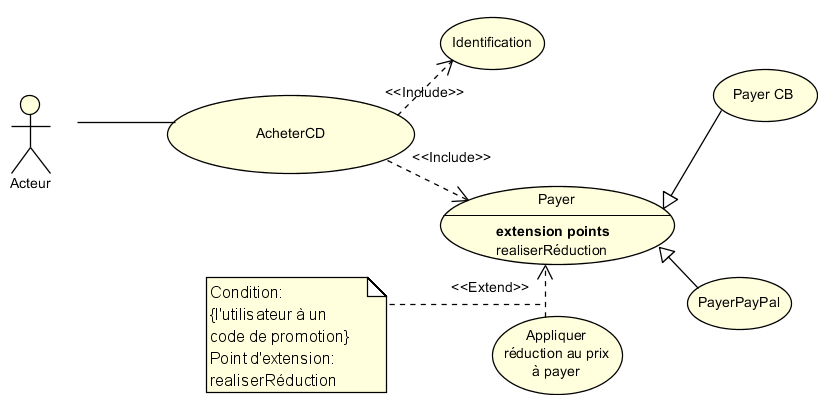 Identification
<<Include>>
Payer CB
AcheterCD
<<Include>>
Acteur
Payer
extension points
realiserRéduction
<<Extend>>
PayerPayPal
Condition:
{l'utilisateur à un
code de promotion}
Point d'extension:
realiserRéduction
Appliquer
réduction au prix
à payer